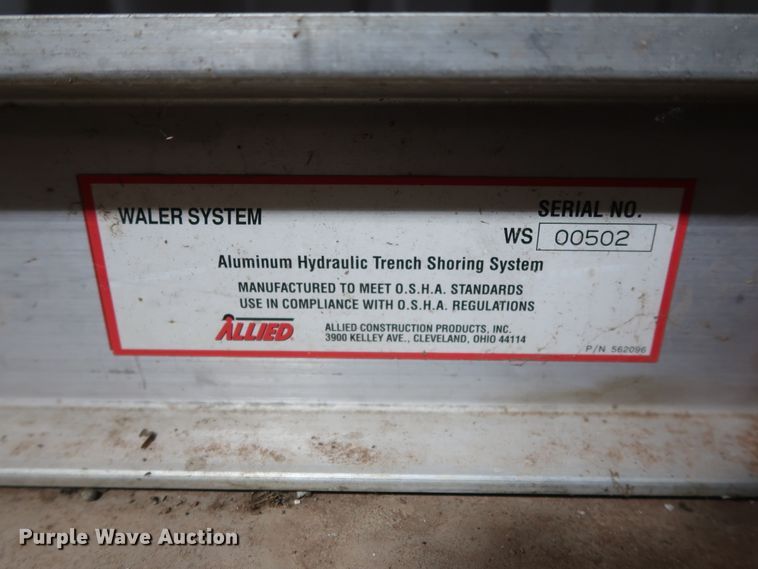 WALER SYSTEM
SERIAL NO.
WS 00502
Aluminum Hydraulic Trench Shoring System
MANUFACTURED TO MEET O.S.H.A. STANDARDS
USE IN COMPLIANCE WITH O.S.H.A. REGULATIONS
ALLIED
ALLIED CONSTRUCTION PRODUCTS, INC.
3900 KELLEY AVE., CLEVELAND, OHIO 44114
P/N 562096
Purple Wave Auction